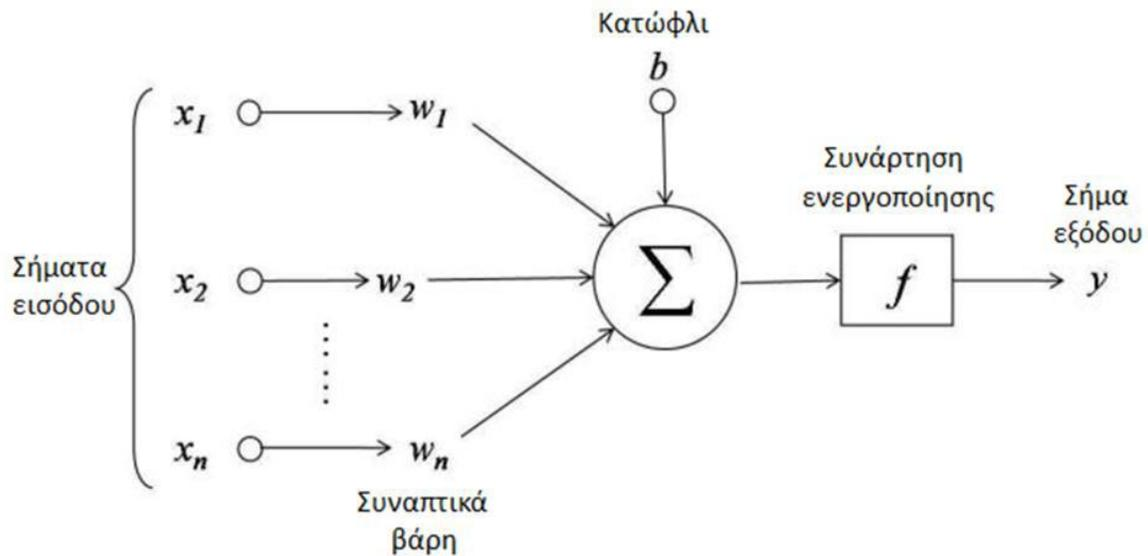 Κατώφλι
b
x1 w1
Συνάρτηση
ενεργοποίησης
Σήμα
εξόδου
Σήματα
εισόδου
x2 w2 Σ f y
xn wn
Συναπτικά
βάρη